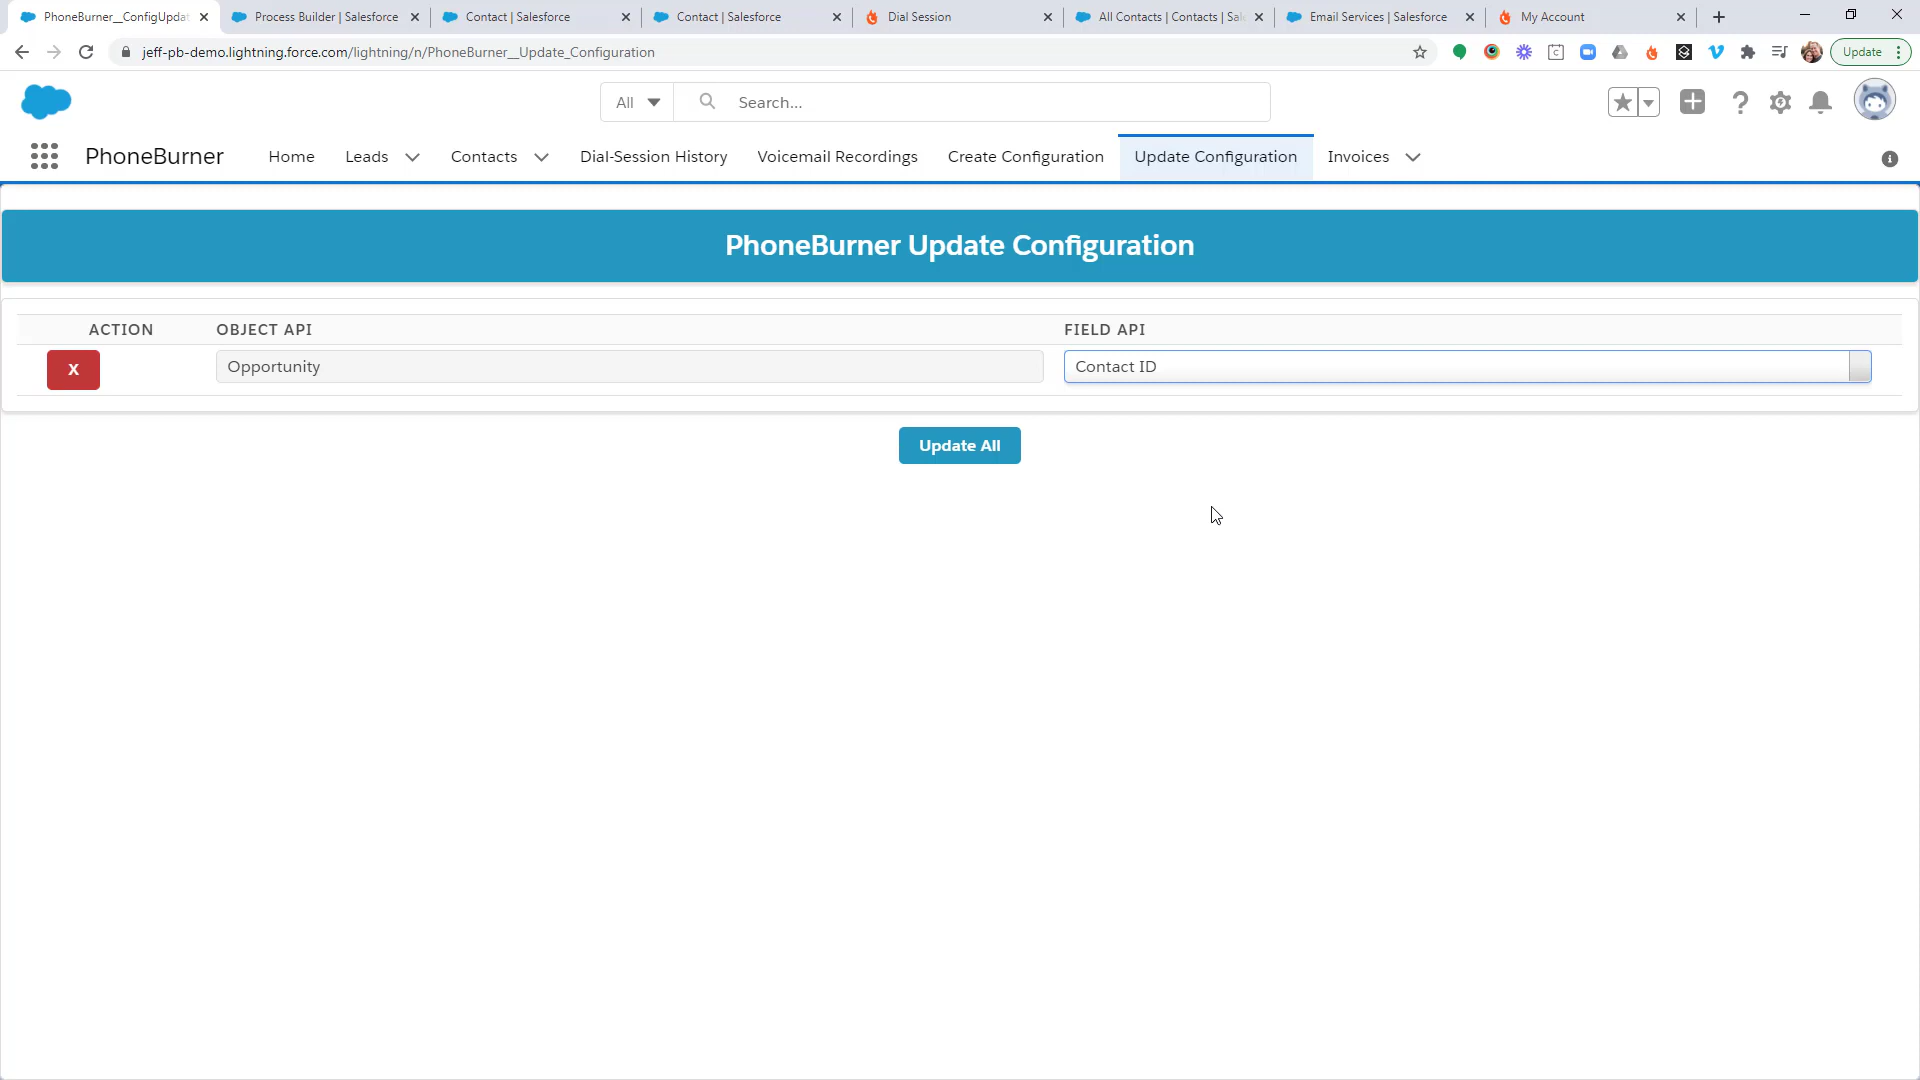 PhoneBurner__ConfigUpdat
Process Builder | Salesforce
Contact | Salesforce
Contact | Salesforce
Dial Session
All Contacts | Contacts | Sal
Email Services | Salesforce
My Account
jeff-pb-demo.lightning.force.com/lightning/n/PhoneBurner__Update_Configuration
Update
All
Search...
PhoneBurner
Home
Leads
Contacts
Dial-Session History
Voicemail Recordings
Create Configuration
Update Configuration
Invoices
PhoneBurner Update Configuration
ACTION
OBJECT API
FIELD API
X
Opportunity
Contact ID
Update All